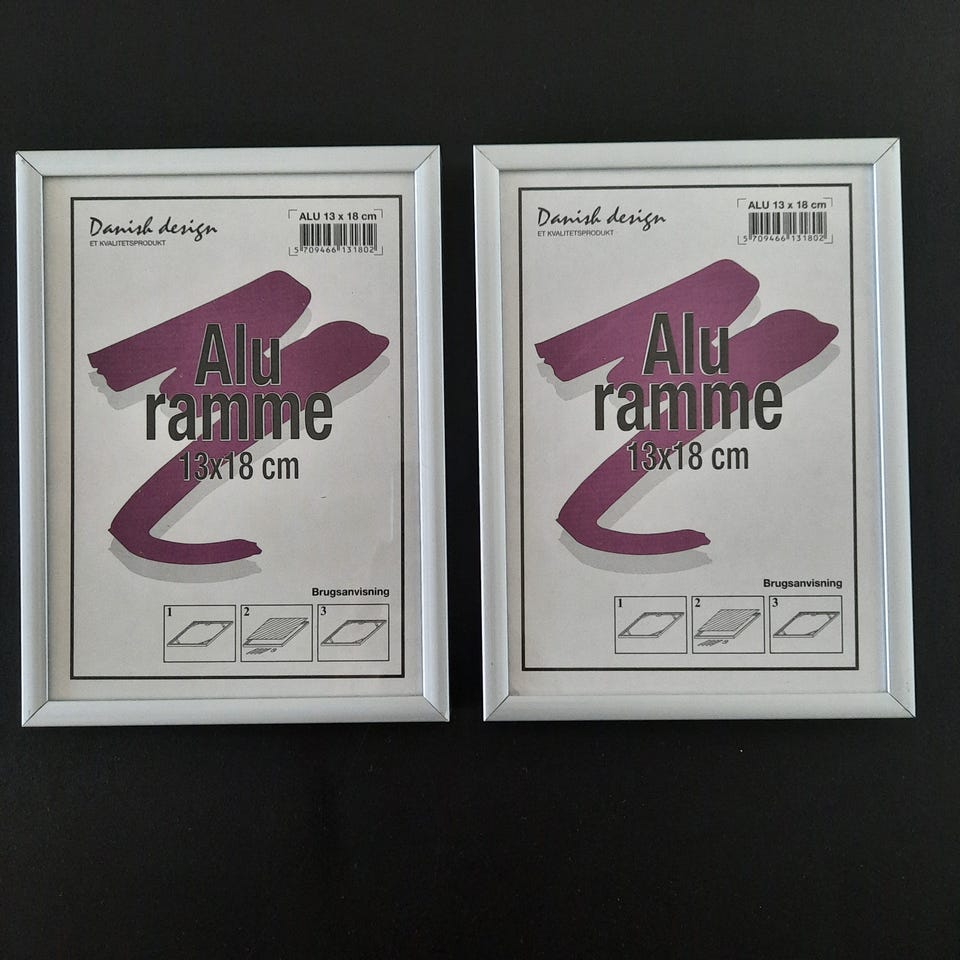 Danish design
ET KVALITETSPRODUKT
ALU 13 x 18 cm
5 709466 131802
Alu
ramme
13x18 cm
Brugsanvisning
1 2 3
Danish design
ET KVALITETSPRODUKT
ALU 13 x 18 cm
5 709466 131802
Alu
ramme
13x18 cm
Brugsanvisning
1 2 3